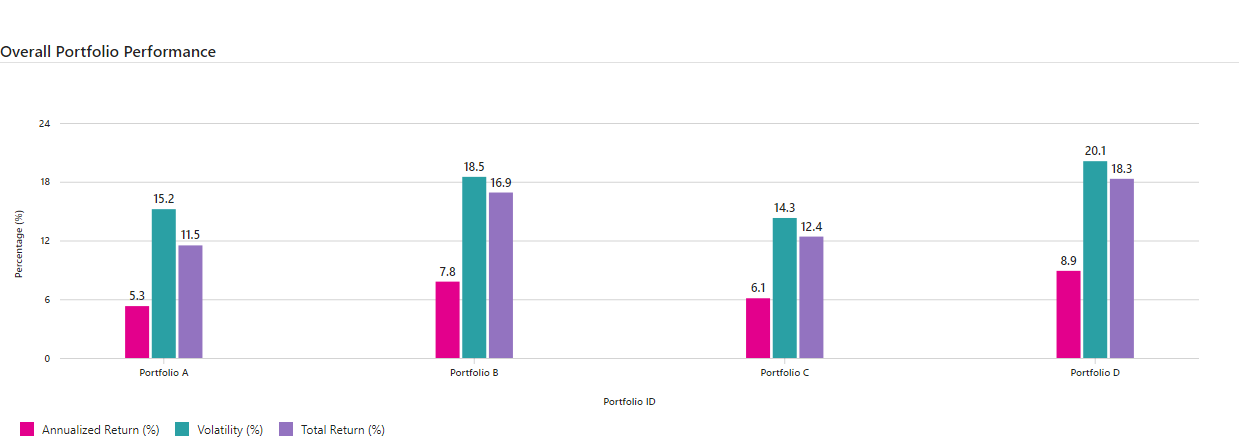 Overall Portfolio Performance
Percentage (%)
24
18
12
6
0
5.3
15.2
11.5
7.8
18.5
16.9
6.1
14.3
12.4
8.9
20.1
18.3
Portfolio A
Portfolio B
Portfolio C
Portfolio D
Portfolio ID
Annualized Return (%) Volatility (%) Total Return (%)